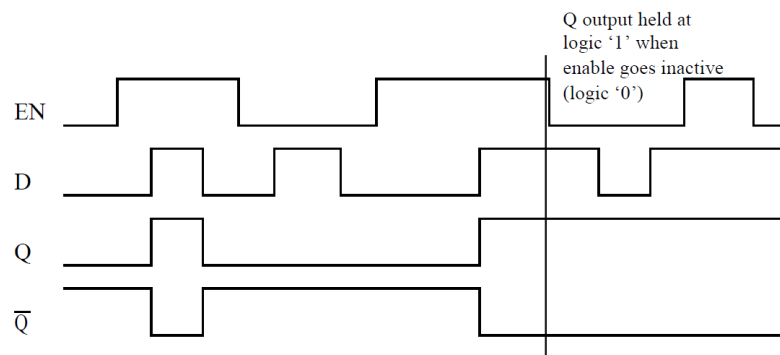 Q output held at
logic ‘1’ when
enable goes inactive
(logic ‘0’)
EN
D
Q
Q̅